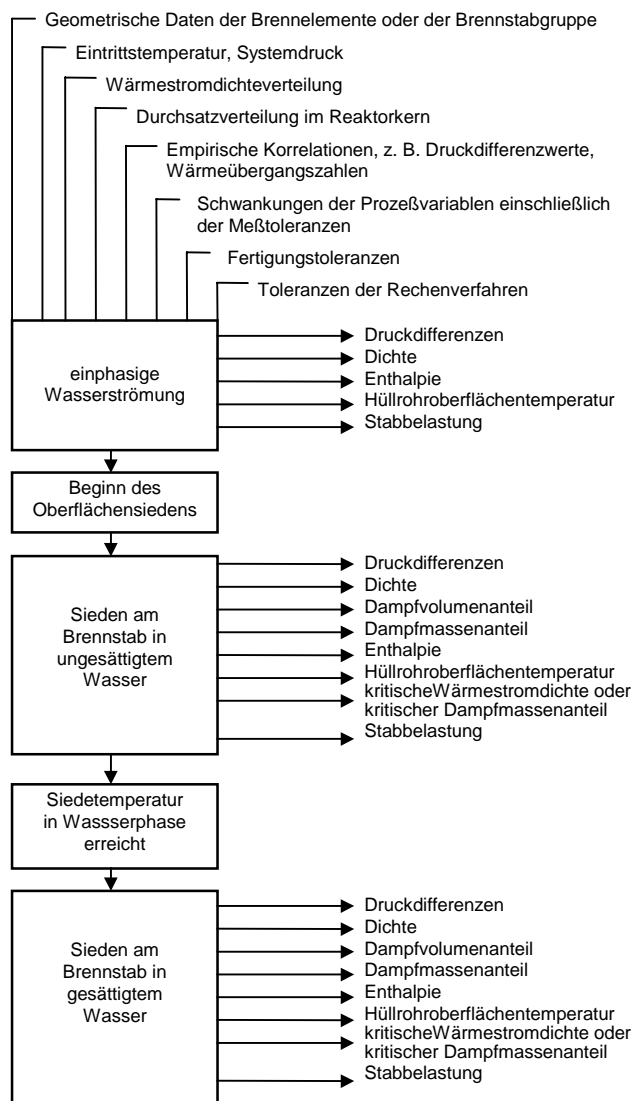 Geometrische Daten der Brennelemente oder der Brennstabgruppe
Eintrittstemperatur, Systemdruck
Wärmestromdichteverteilung
Durchsatzverteilung im Reaktorkern
Empirische Korrelationen, z. B. Druckdifferenzwerte,
Wärmeübergangszahlen
Schwankungen der Prozeßvariablen einschließlich
der Meßtoleranzen
Fertigungstoleranzen
Toleranzen der Rechenverfahren
einphasige
Wasserströmung
Druckdifferenzen
Dichte
Enthalpie
Hüllrohroberflächentemperatur
Stabbelastung
Beginn des
Oberflächensiedens
Sieden am
Brennstab in
ungesättigtem
Wasser
Druckdifferenzen
Dichte
Dampfvolumenanteil
Dampfmassenanteil
Enthalpie
Hüllrohroberflächentemperatur
kritischeWärmestromdichte oder
kritischer Dampfmassenanteil
Stabbelastung
Siedetemperatur
in Wassserphase
erreicht
Sieden am
Brennstab in
gesättigtem
Wasser
Druckdifferenzen
Dichte
Dampfvolumenanteil
Dampfmassenanteil
Enthalpie
Hüllrohroberflächentemperatur
kritischeWärmestromdichte oder
kritischer Dampfmassenanteil
Stabbelastung